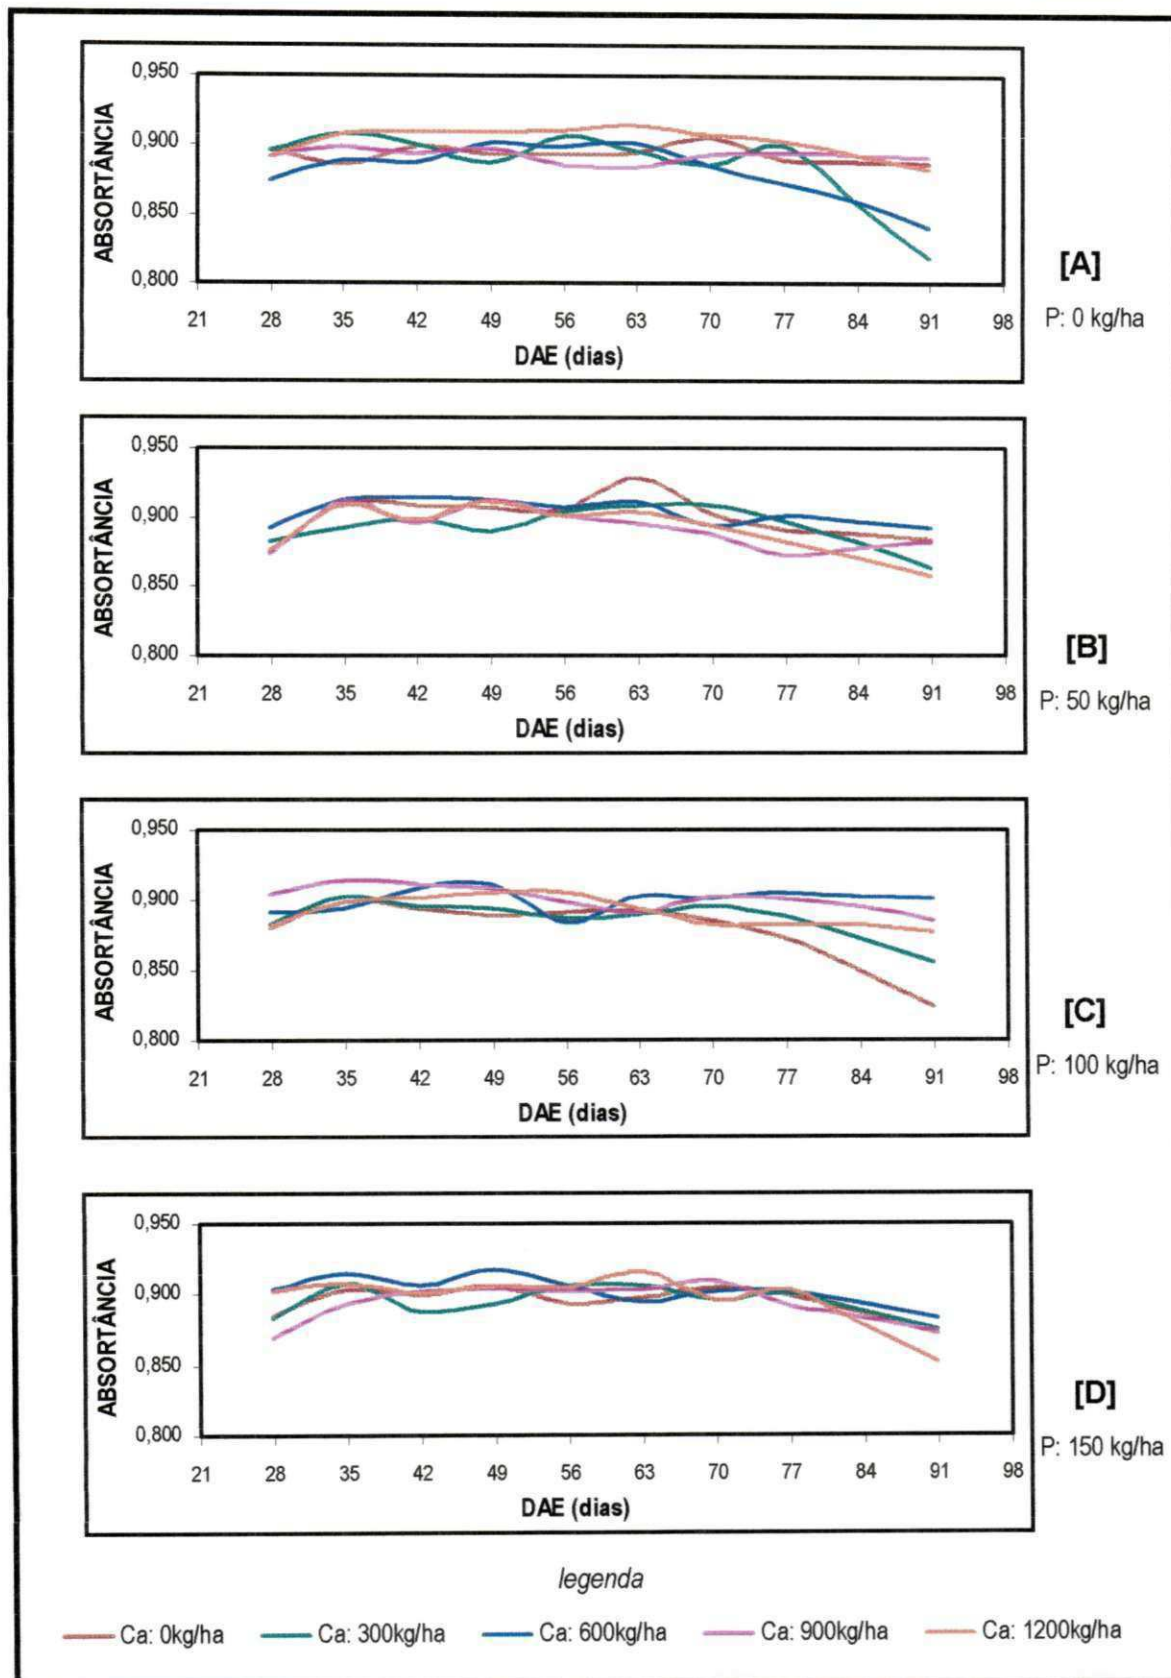 0,950
0,900
0,850
0,800
ABSORTÂNCIA
21 28 35 42 49 56 63 70 77 84 91 98
DAE (dias)
[A]
P: 0 kg/ha
0,950
0,900
0,850
0,800
ABSORTÂNCIA
21 28 35 42 49 56 63 70 77 84 91 98
DAE (dias)
[B]
P: 50 kg/ha
0,950
0,900
0,850
0,800
ABSORTÂNCIA
21 28 35 42 49 56 63 70 77 84 91 98
DAE (dias)
[C]
P: 100 kg/ha
0,950
0,900
0,850
0,800
ABSORTÂNCIA
21 28 35 42 49 56 63 70 77 84 91 98
DAE (dias)
[D]
P: 150 kg/ha
legenda
Ca: 0kg/ha Ca: 300kg/ha Ca: 600kg/ha Ca: 900kg/ha Ca: 1200kg/ha